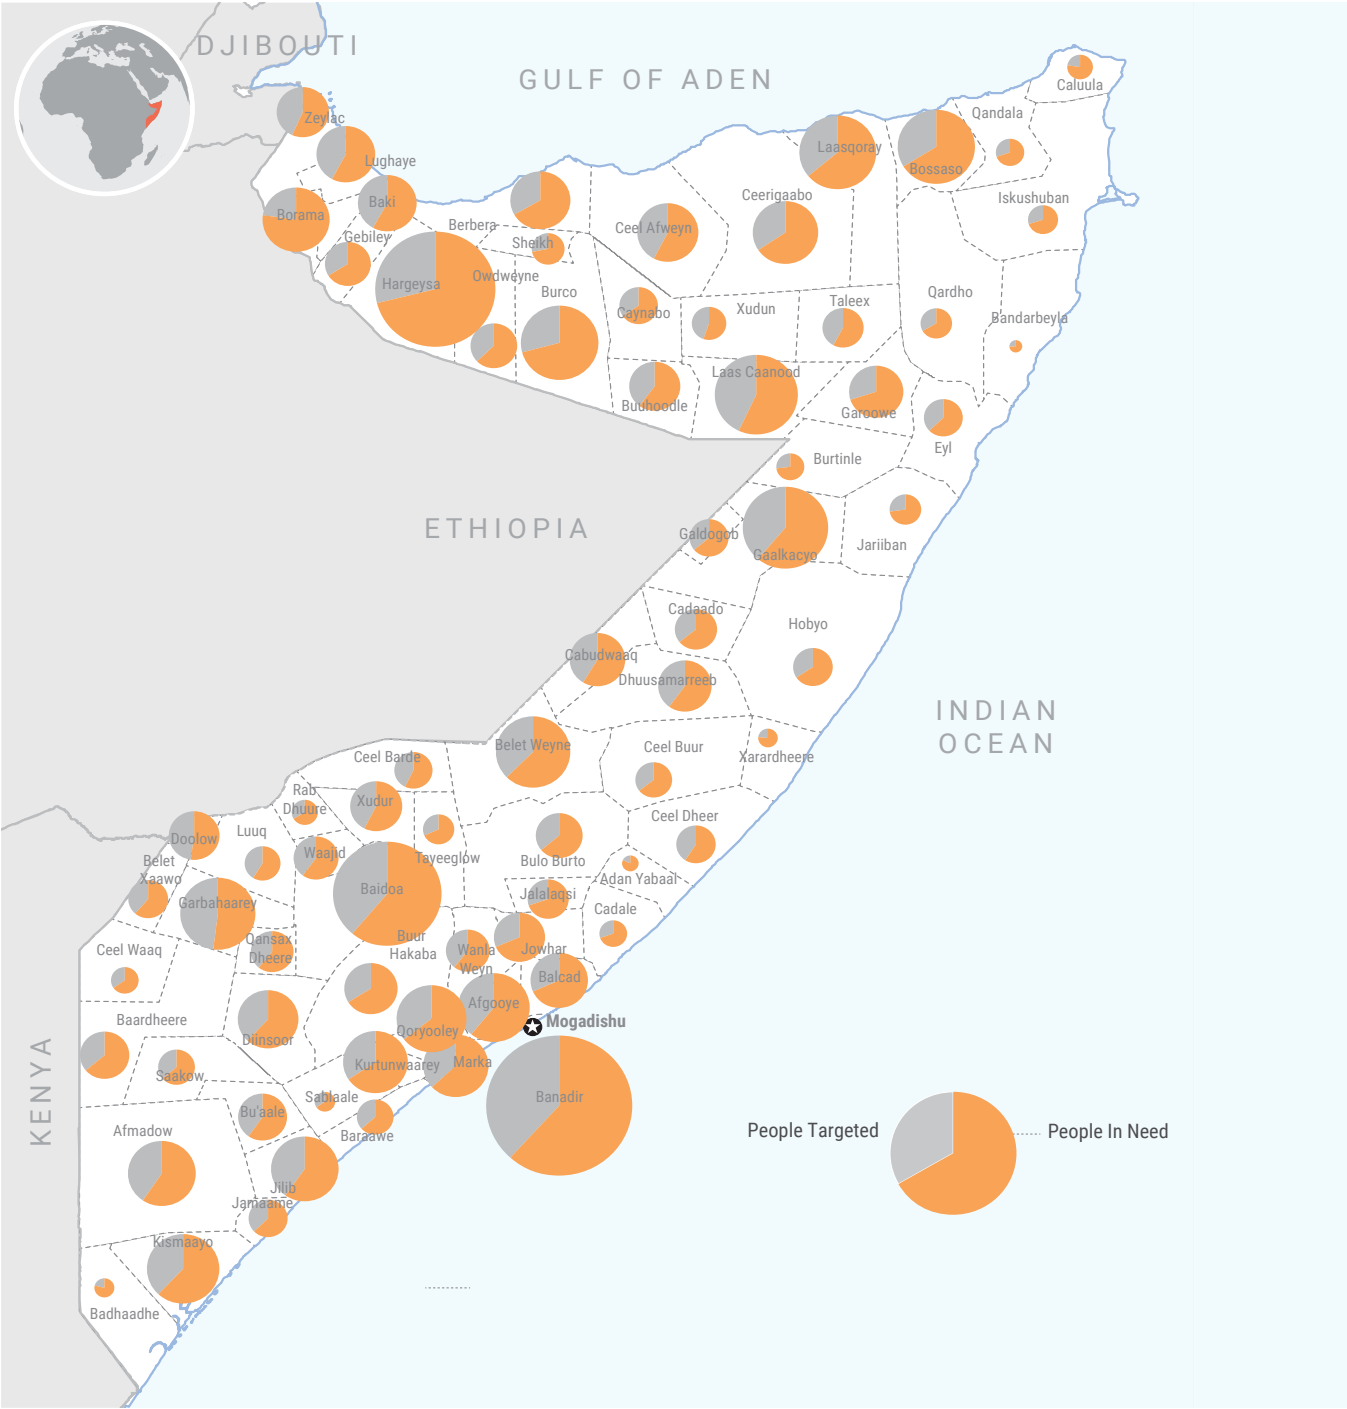 DJIBOUTI
GULF OF ADEN
Caluula
Qandala
Zeylac
Laasqoray
Lughaye
Bossaso
Ceerigaabo
Iskushuban
Baki
Borama
Berbera
Ceel Afweyn
Gebiley
Sheikh
Owdweyne
Hargeysa
Burco
Qardho
Taleex
Xudun
Caynabo
Bandarbeyla
Laas Caanood
Buuhoodle
Garoowe
Eyl
Burtinle
ETHIOPIA
Galdogob
Jariiban
Gaalkacyo
Cadaado
Hobyo
Cabudwaaq
Dhuusamarreeb
INDIAN
OCEAN
Belet Weyne
Ceel Buur
Ceel Barde
Xarardheere
Rab
Dhuure
Xudur
Ceel Dheer
Luuq
Doolow
Waajid
Tayeeglow
Bulo Burto
Belet
Xaawo
Adan Yabaal
Baidoa
Jalalaqsi
Garbahaarey
Cadale
Buur
Hakaba
Qansax
Dheere
Ceel Waaq
Wanla
Weyn
Jowhar
Balcad
Afgooye
Baardheere
Mogadishu
Qoryooley
Diinsoor
Kurtunwaarey
Marka
Saakow
KENYA
Sablaale
Banadir
Bu'aale
Afmadow
Baraawe
People Targeted
People In Need
Jilib
Jamaame
Kismaayo
Badhaadhe